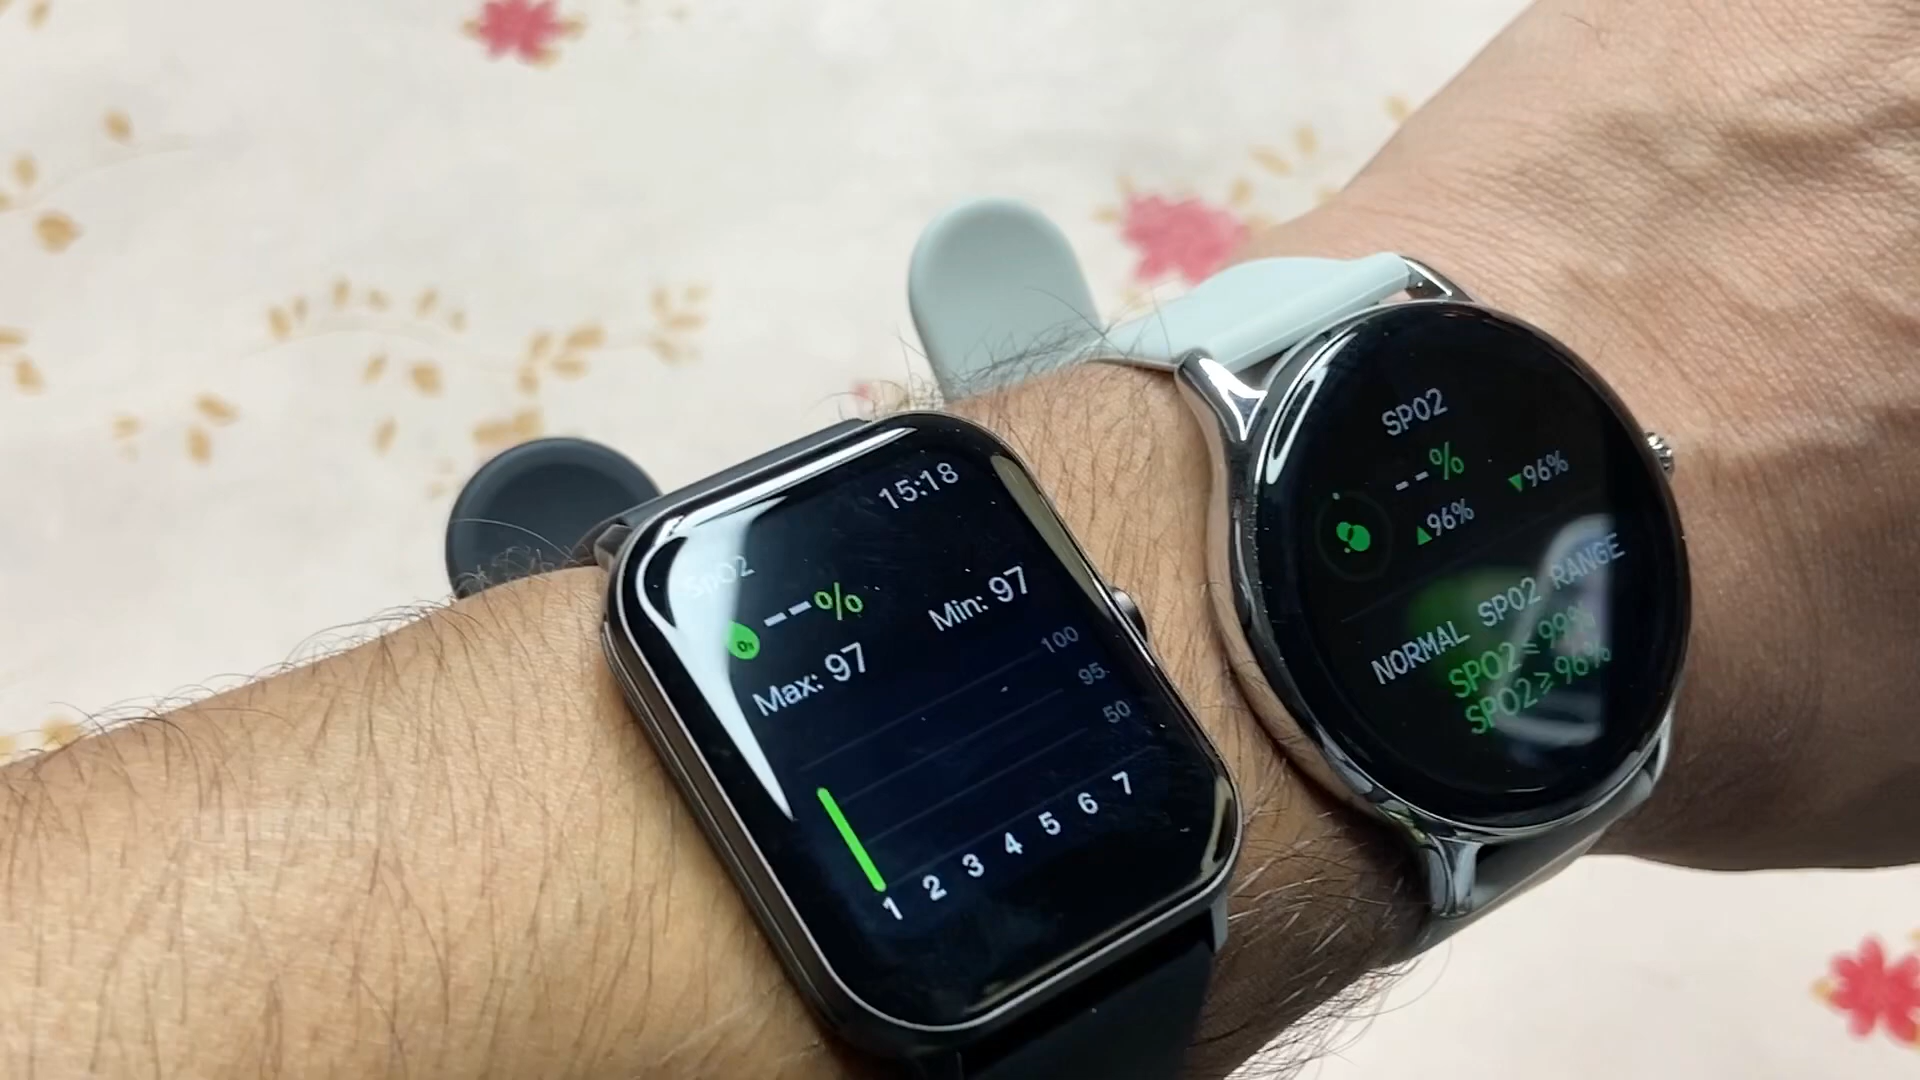 15:18
SpO2
--%
Max: 97
Min: 97
100
95
50
1 2 3 4 5 6 7
SPO2
--%
▲96%
▼96%
NORMAL SPO2 RANGE
SPO2≤99%
SPO2≥96%